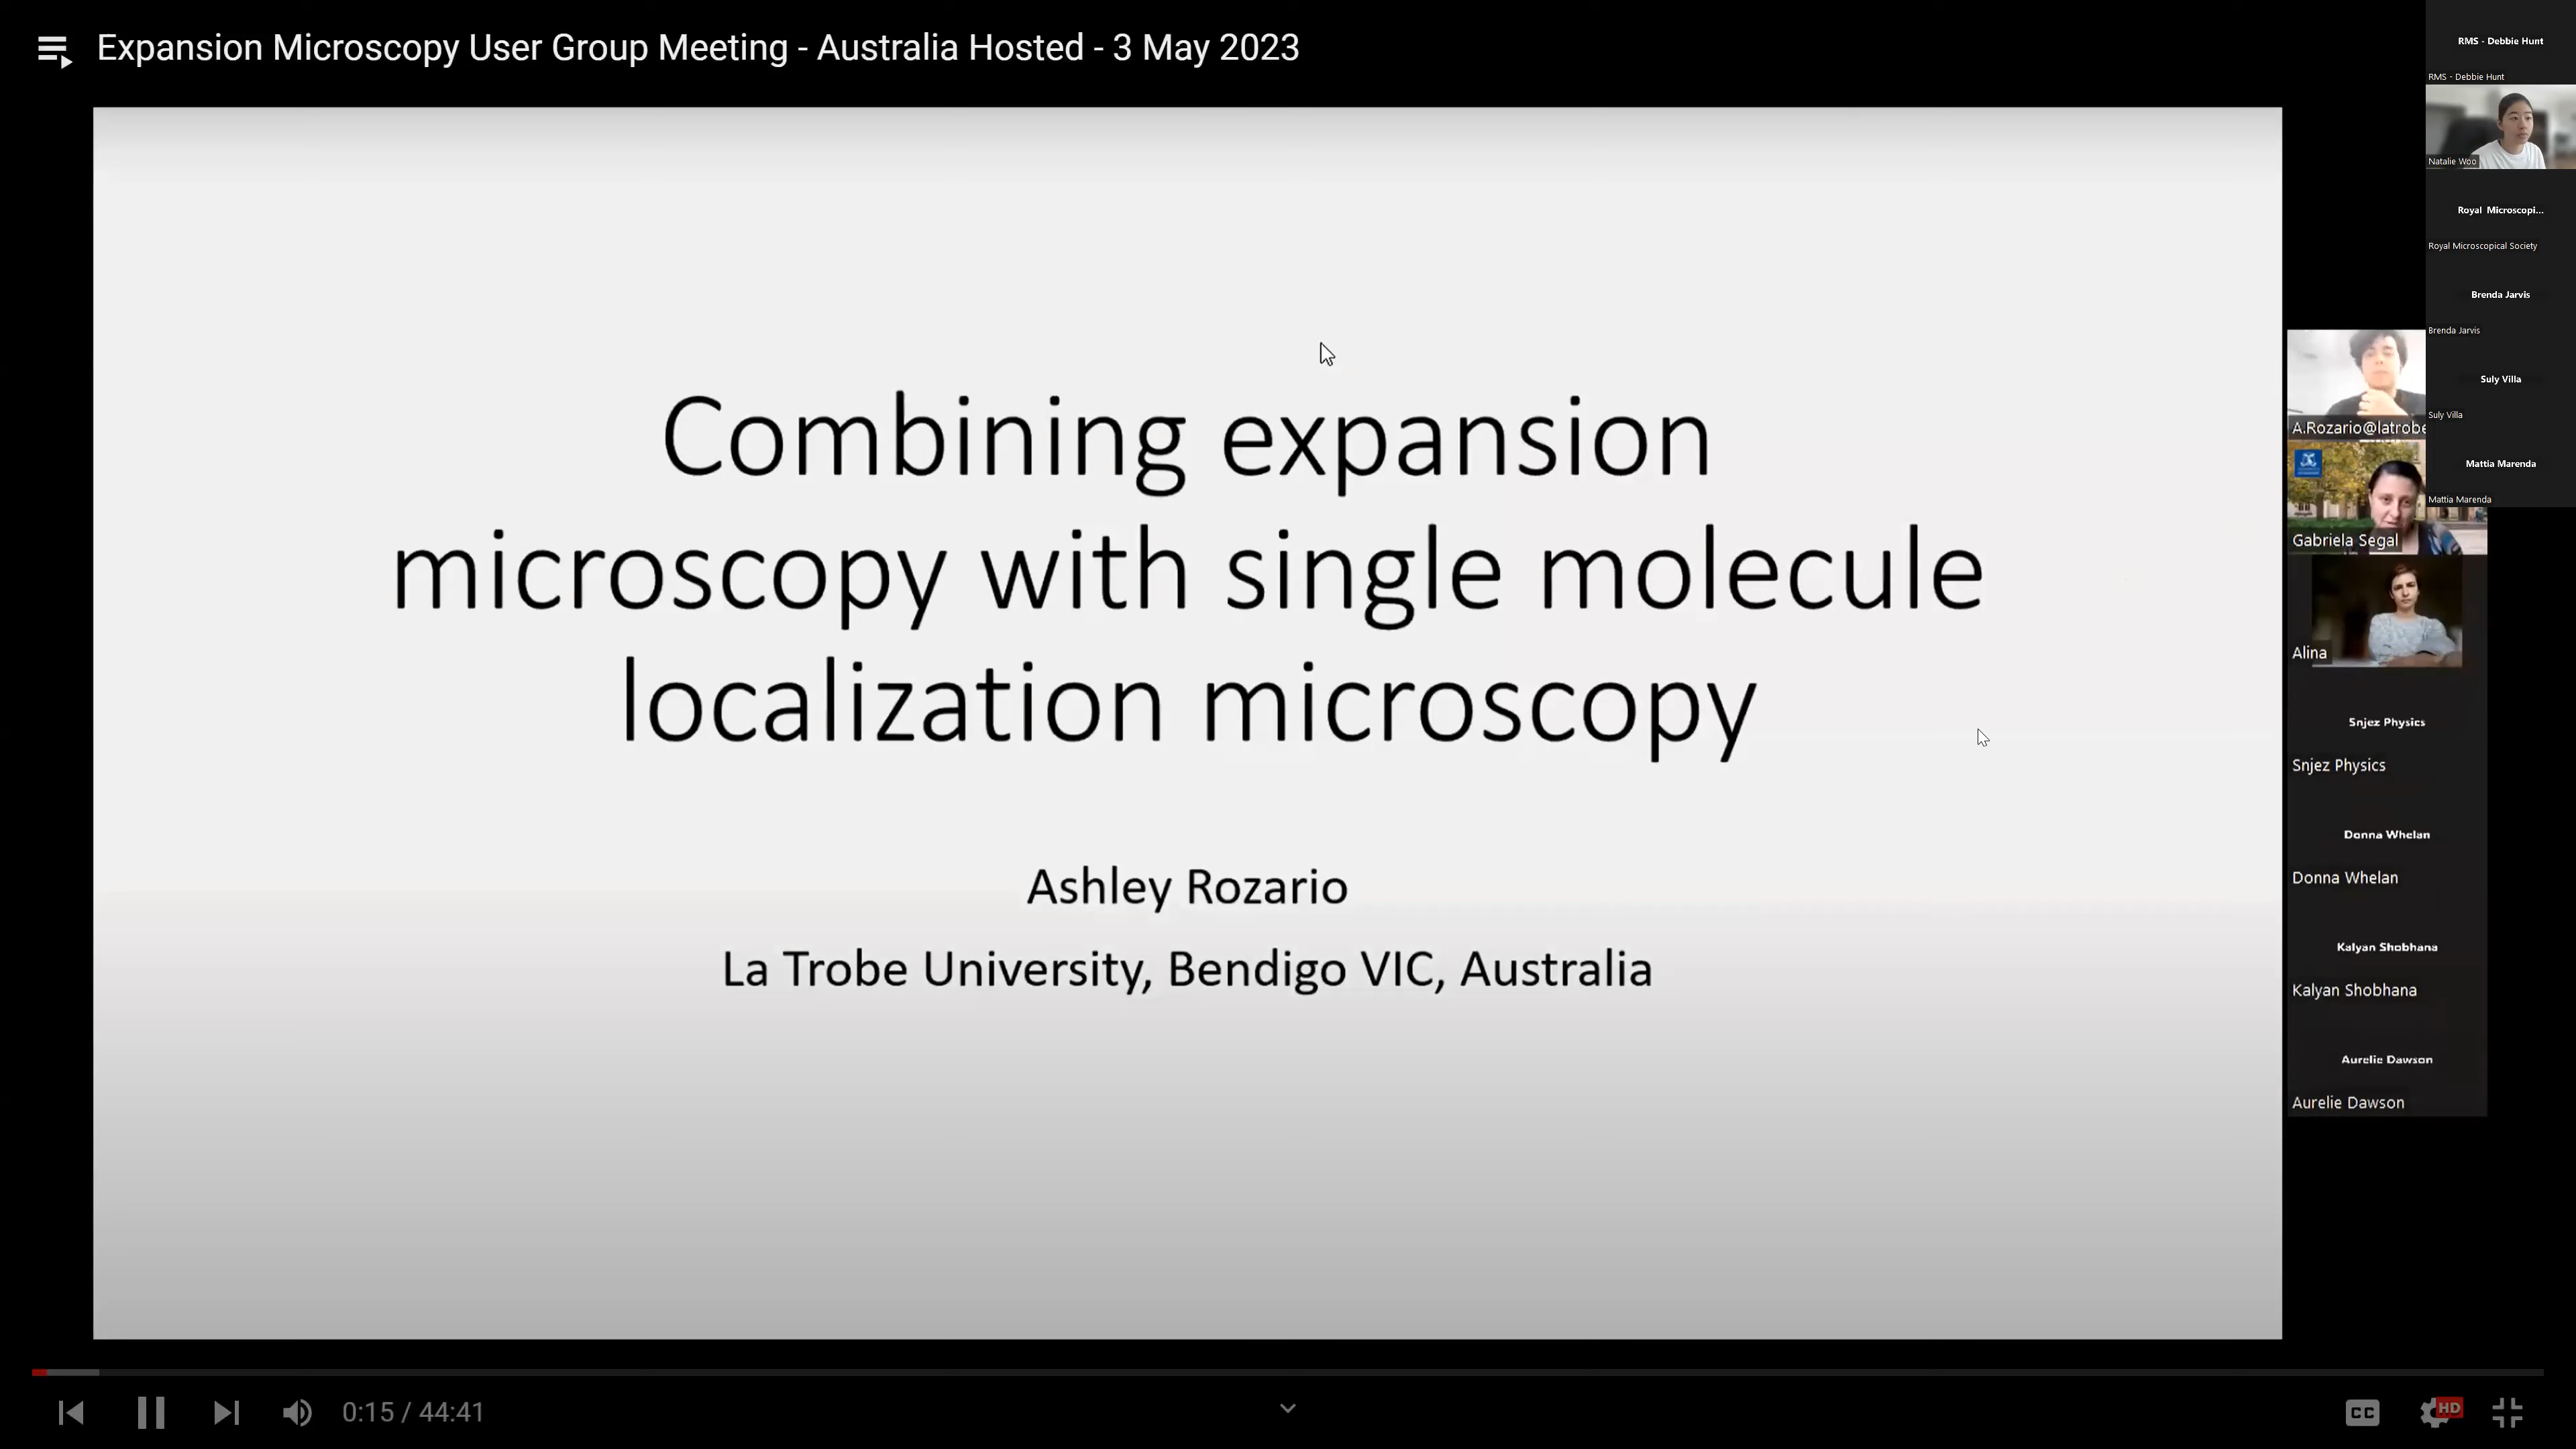 Expansion Microscopy User Group Meeting - Australia Hosted - 3 May 2023
Combining expansion
microscopy with single molecule
localization microscopy
Ashley Rozario
La Trobe University, Bendigo VIC, Australia
RMS - Debbie Hunt
RMS - Debbie Hunt
Natalie Woo
Royal Microscopi...
Royal Microscopical Society
Brenda Jarvis
Brenda Jarvis
Suly Villa
Suly Villa
Mattia Marenda
Mattia Marenda
A.Rozario@latrobe
Gabriela Segal
Alina
Snjez Physics
Snjez Physics
Donna Whelan
Donna Whelan
Kalyan Shobhana
Kalyan Shobhana
Aurelie Dawson
Aurelie Dawson
0:15 / 44:41
CC
HD